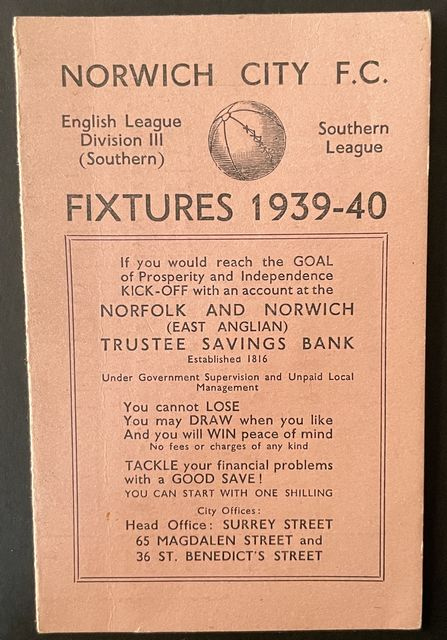 NORWICH CITY F.C.
English League
Division III
(Southern)
Southern
League
FIXTURES 1939-40
If you would reach the GOAL
of Prosperity and Independence
KICK-OFF with an account at the
NORFOLK AND NORWICH
(EAST ANGLIAN)
TRUSTEE SAVINGS BANK
Established 1816
Under Government Supervision and Unpaid Local
Management
You cannot LOSE
You may DRAW when you like
And you will WIN peace of mind
No fees or charges of any kind
TACKLE your financial problems
with a GOOD SAVE!
YOU CAN START WITH ONE SHILLING
City Offices:
Head Office: SURREY STREET
65 MAGDALEN STREET and
36 ST. BENEDICT'S STREET